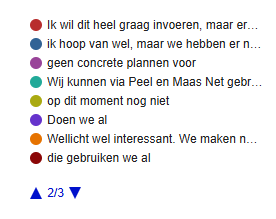 Ik wil dit heel graag invoeren, maar er…
ik hoop van wel, maar we hebben er n…
geen concrete plannen voor
Wij kunnen via Peel en Maas Net gebr…
op dit moment nog niet
Doen we al
Wellicht wel interessant. We maken n…
die gebruiken we al
2/3